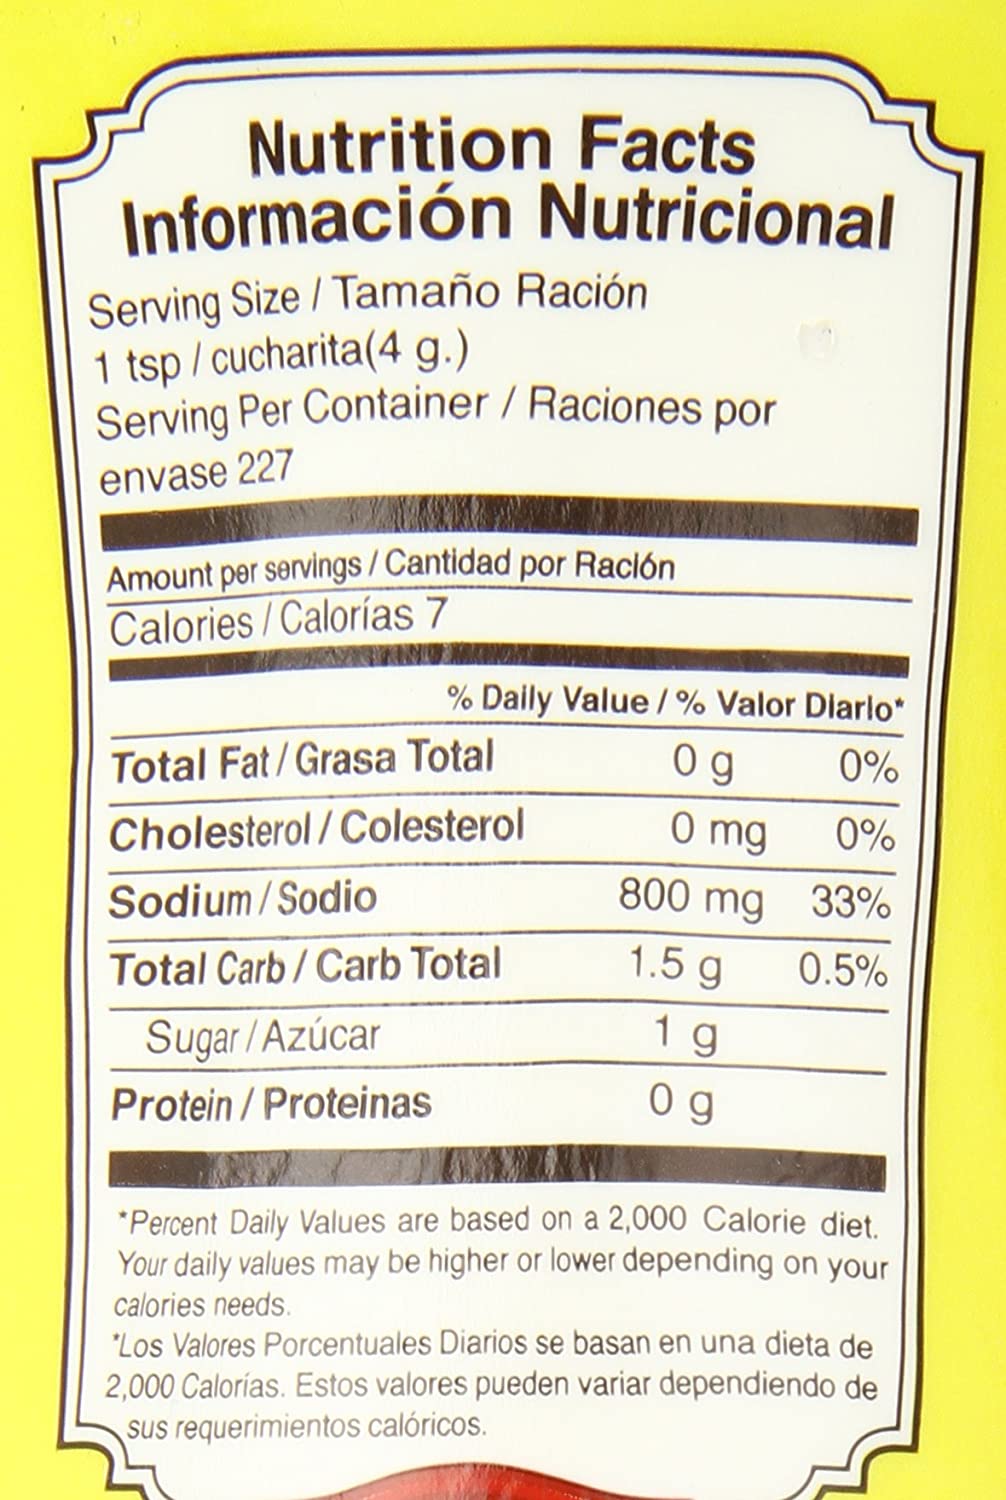 Nutrition Facts
Información Nutricional
Serving Size / Tamaño Ración
1 tsp / cucharita(4 g.)
Serving Per Container / Raciones por
envase 227
Amount per servings / Cantidad por Ración
Calories / Calorías 7
% Daily Value / % Valor Diario*
Total Fat / Grasa Total 0 g 0%
Cholesterol / Colesterol 0 mg 0%
Sodium / Sodio 800 mg 33%
Total Carb / Carb Total 1.5 g 0.5%
Sugar / Azúcar 1 g
Protein / Proteinas 0 g
*Percent Daily Values are based on a 2,000 Calorie diet.
Your daily values may be higher or lower depending on your
calories needs.
*Los Valores Porcentuales Diarios se basan en una dieta de
2,000 Calorías. Estos valores pueden variar dependiendo de
sus requerimientos calóricos.